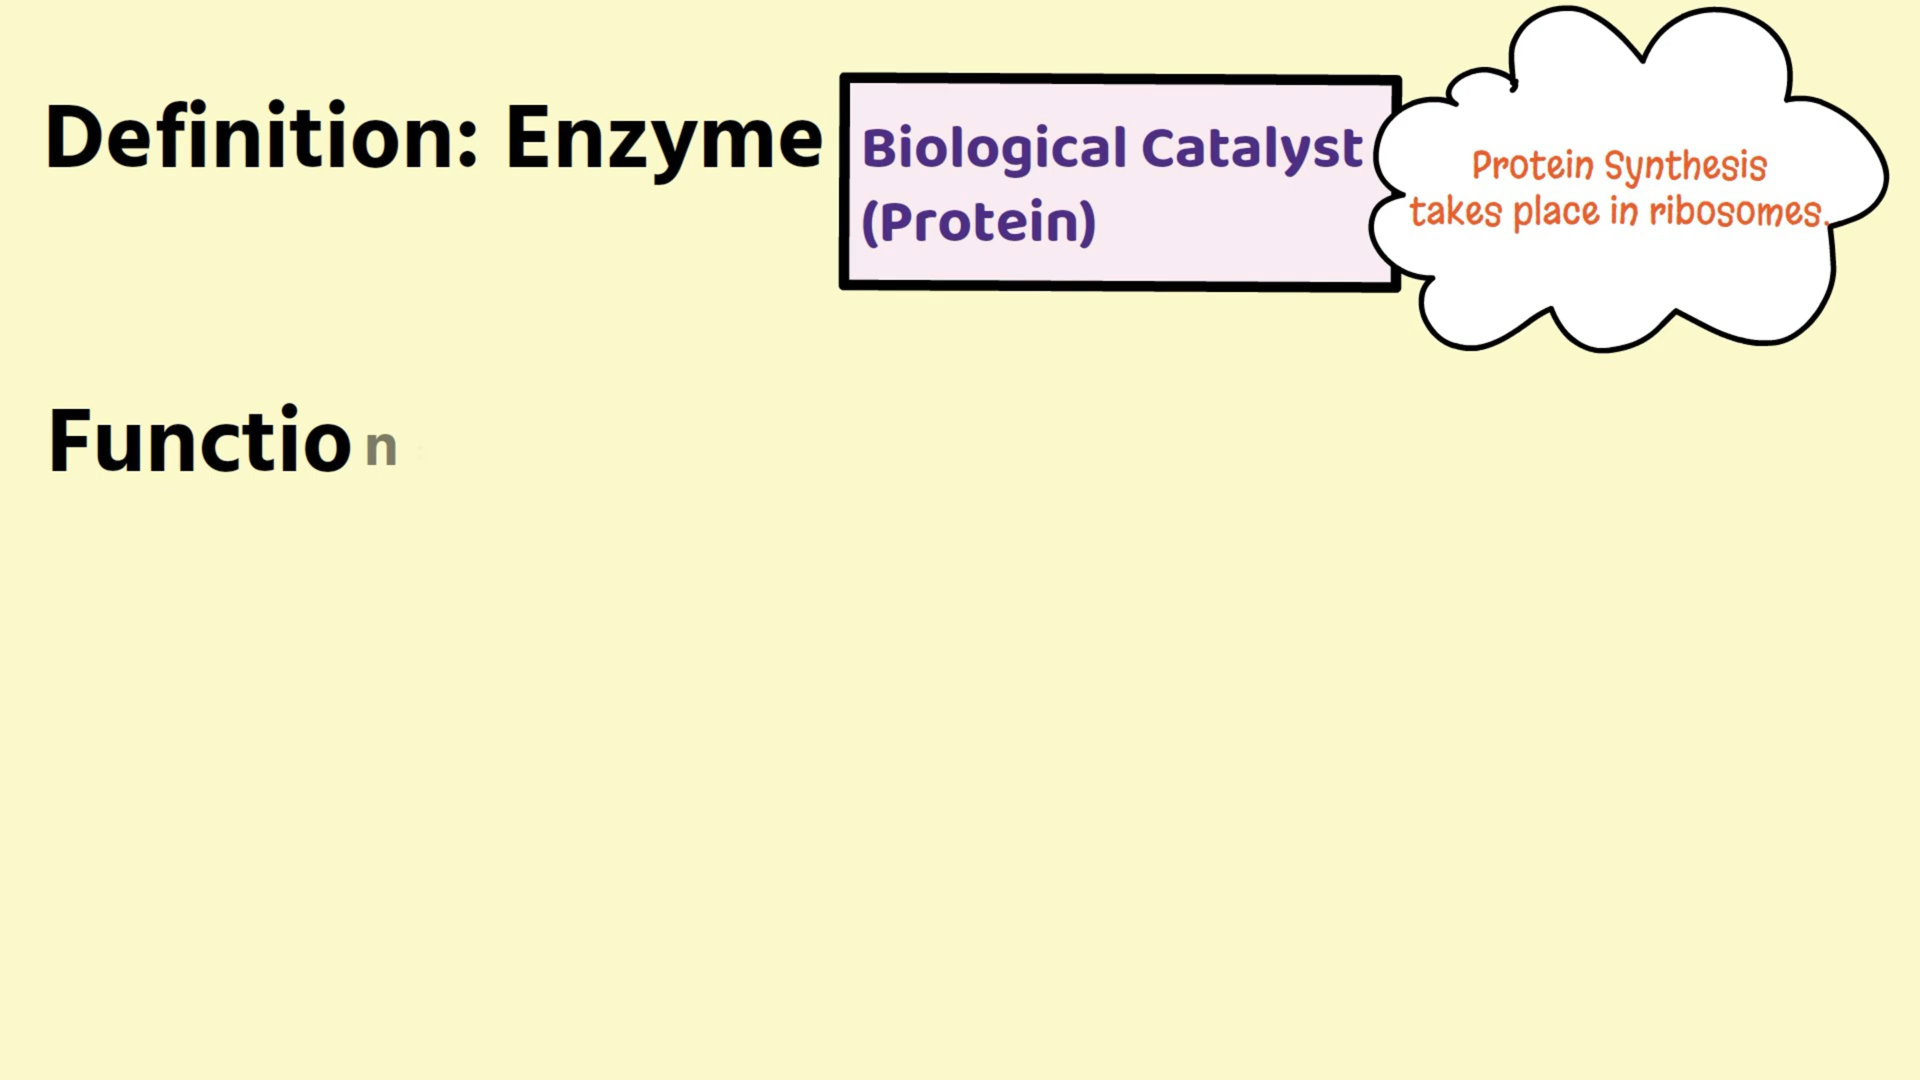 Definition: Enzyme
Biological Catalyst
(Protein)
Protein Synthesis
takes place in ribosomes.
Function